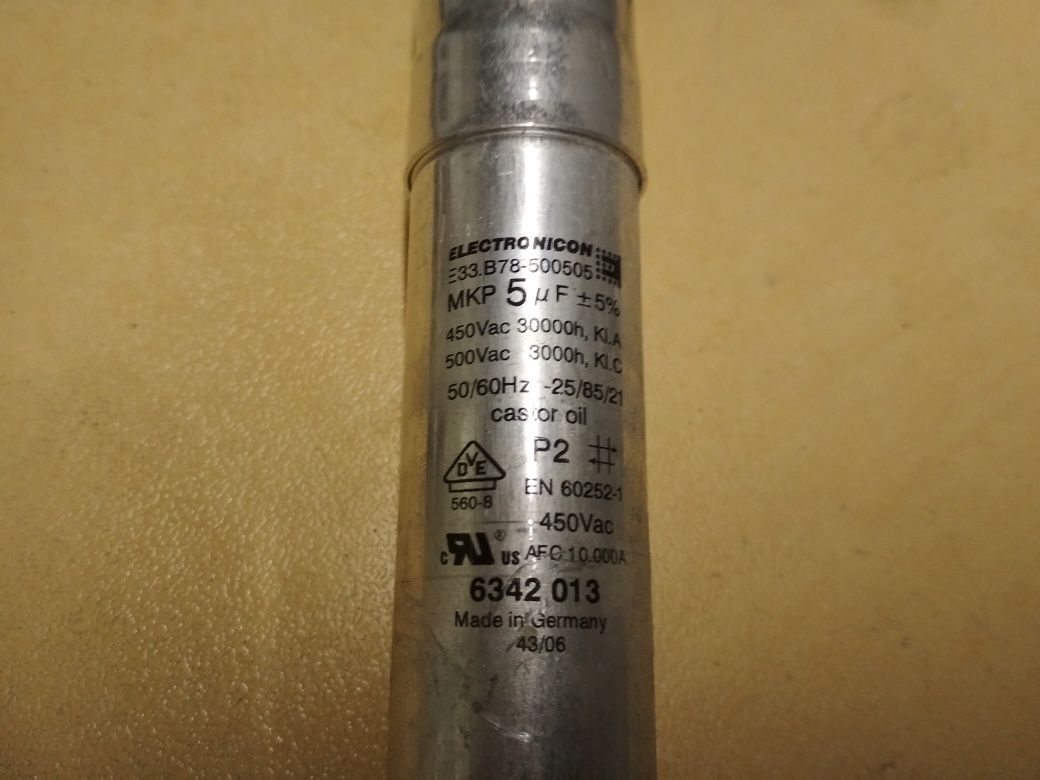 ELECTRONICON
E33.B78-500505
MKP 5 µF ±5%
450Vac 30000h, Kl.A
500Vac 3000h, Kl.C
50/60Hz -25/85/21
castor oil
DVE
P2
560-8
EN 60252-1
450Vac
c RU ® US AFC 10.000A
6342 013
Made in Germany
43/06